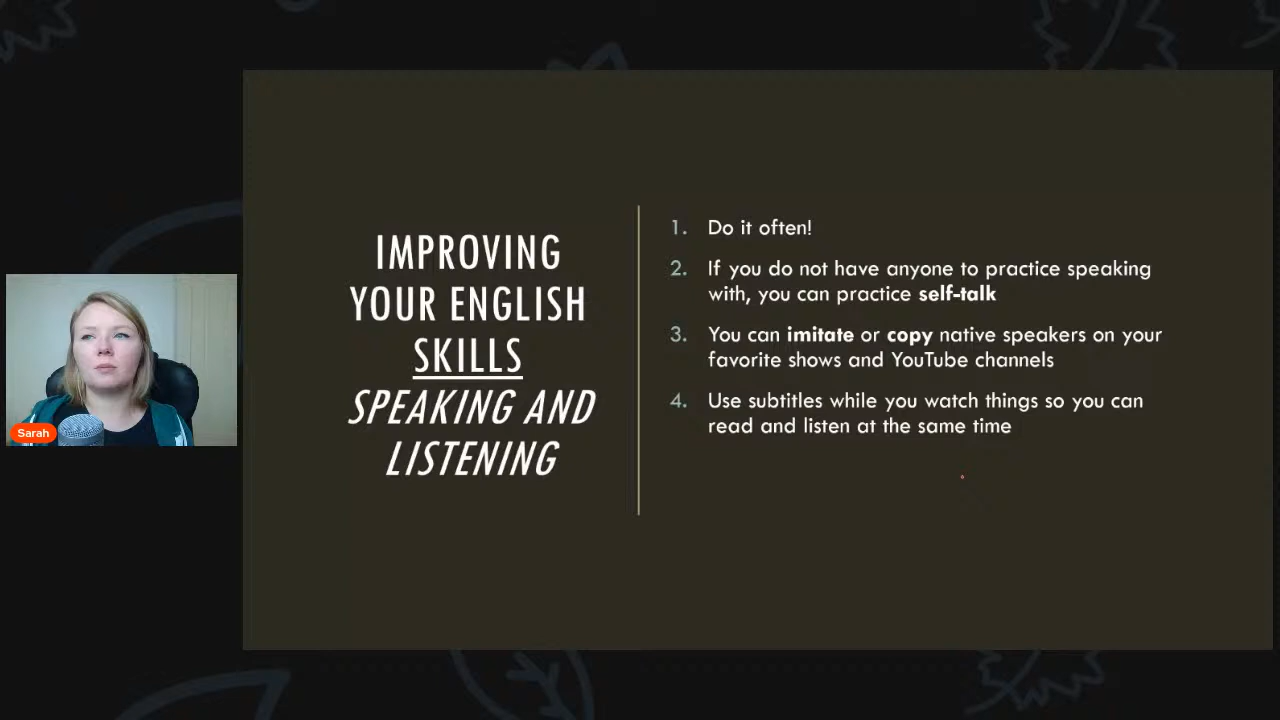 Sarah
IMPROVING
YOUR ENGLISH
SKILLS
SPEAKING AND
LISTENING
1. Do it often!
2. If you do not have anyone to practice speaking
with, you can practice self-talk
3. You can imitate or copy native speakers on your
favorite shows and YouTube channels
4. Use subtitles while you watch things so you can
read and listen at the same time